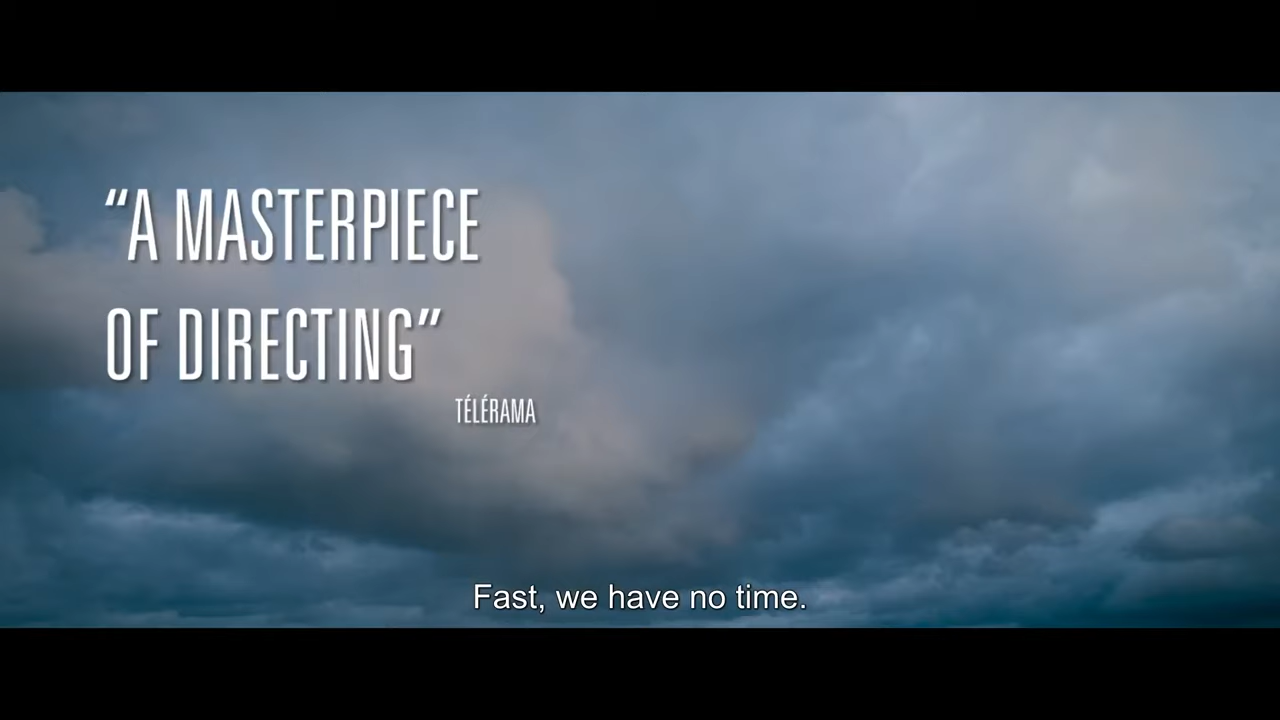 “A MASTERPIECE
OF DIRECTING”
TÉLÉRAMA
Fast, we have no time.